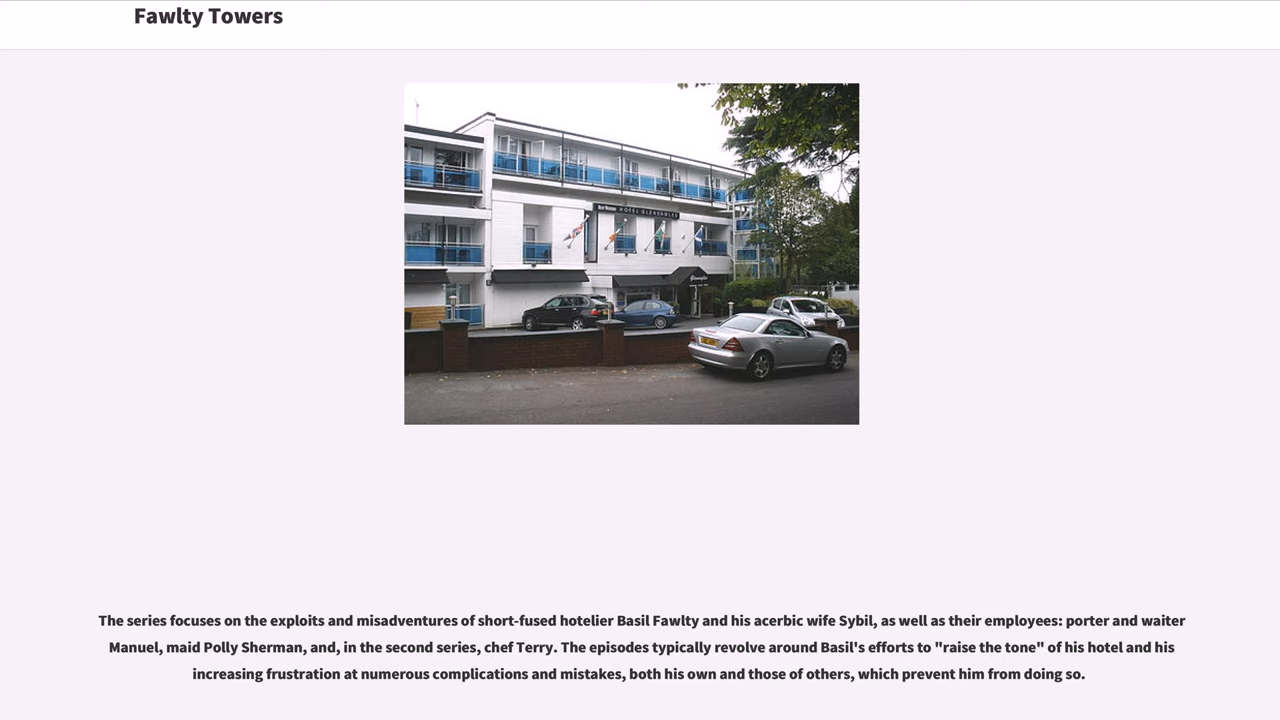 Fawlty Towers
HOTEL GLENEAGLES
Gleneagles
The series focuses on the exploits and misadventures of short-fused hotelier Basil Fawlty and his acerbic wife Sybil, as well as their employees: porter and waiter
Manuel, maid Polly Sherman, and, in the second series, chef Terry. The episodes typically revolve around Basil's efforts to "raise the tone" of his hotel and his
increasing frustration at numerous complications and mistakes, both his own and those of others, which prevent him from doing so.